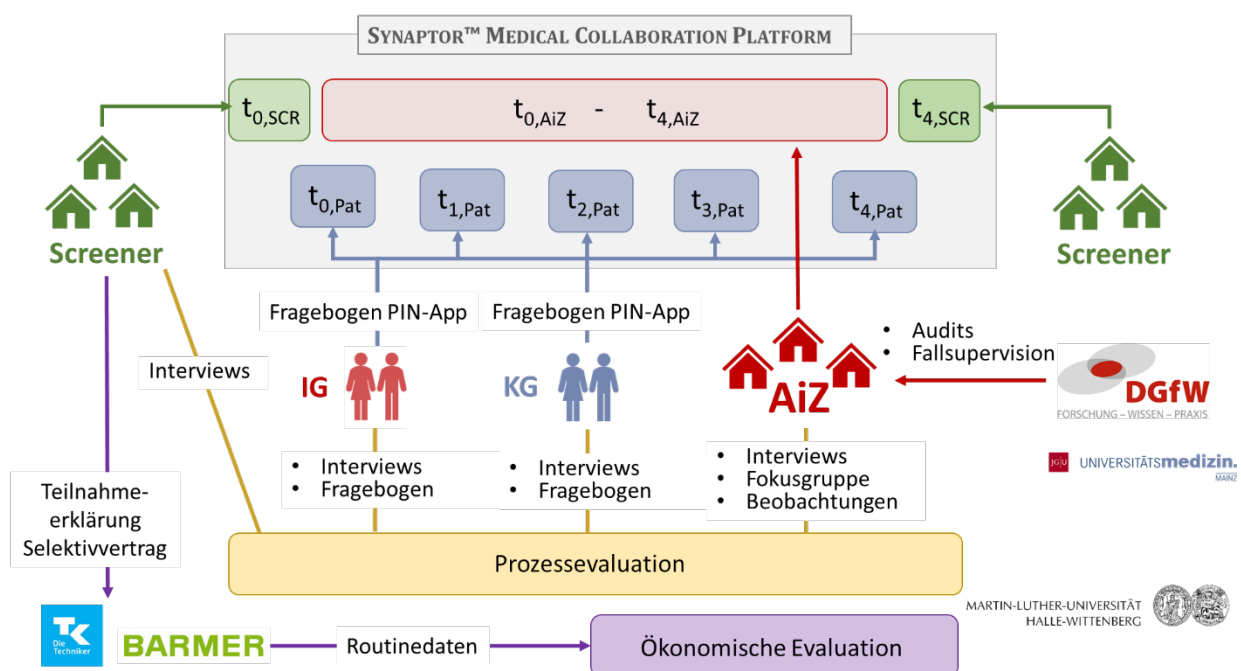 SYNAPTOR™ MEDICAL COLLABORATION PLATFORM
t0,SCR
t0,AiZ - t4,AiZ
t4,SCR
t0,Pat
t1,Pat
t2,Pat
t3,Pat
t4,Pat
Screener
Screener
Fragebogen PIN-App
Fragebogen PIN-App
• Audits
• Fallsupervision
Interviews
IG
KG
AiZ
DGfW
FORSCHUNG – WISSEN – PRAXIS
• Interviews
• Fragebogen
• Interviews
• Fragebogen
• Interviews
• Fokusgruppe
• Beobachtungen
JG|U UNIVERSITÄTSmedizin.
MAINZ
Teilnahme-
erklärung
Selektivvertrag
Prozessevaluation
TK
Die
Techniker
BARMER
Routinedaten
Ökonomische Evaluation
MARTIN-LUTHER-UNIVERSITÄT
HALLE-WITTENBERG